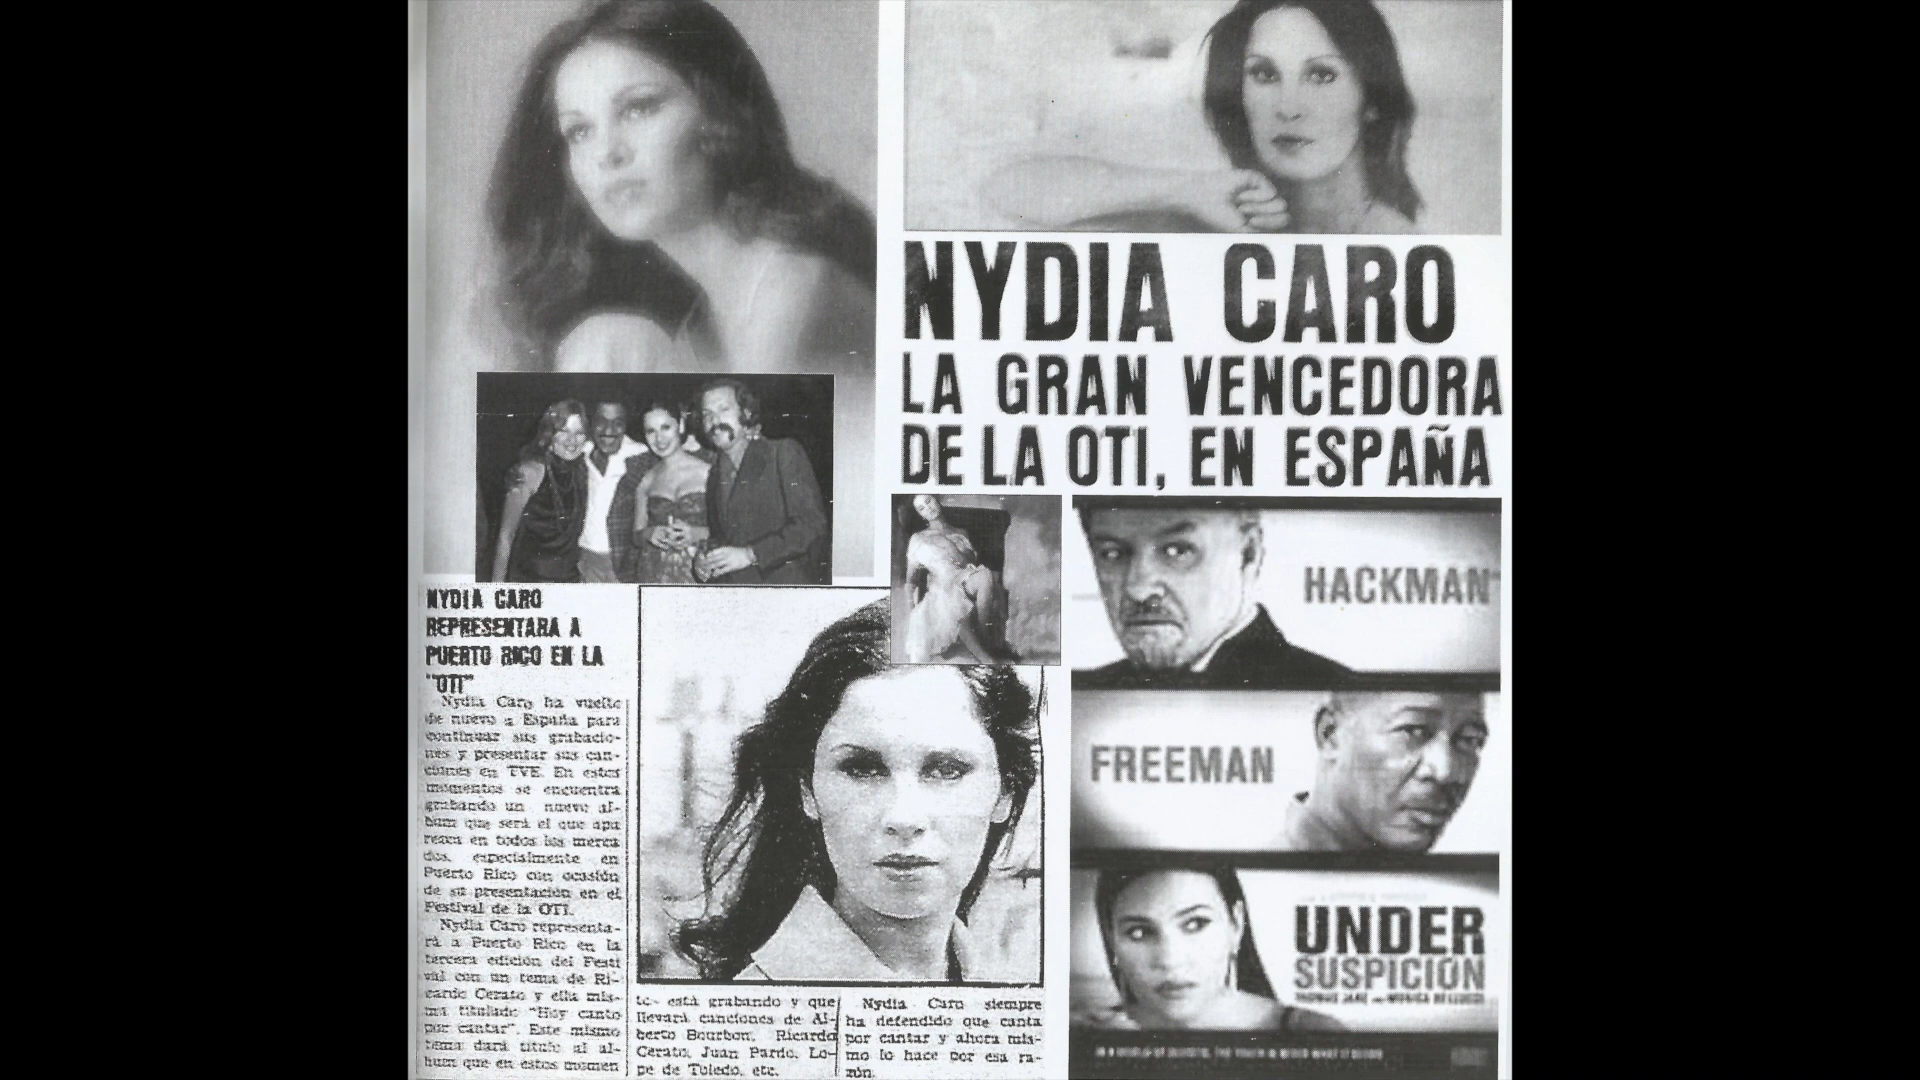 NYDIA CARO
LA GRAN VENCEDORA
DE LA OTI, EN ESPAÑA
NYDIA CARO
REPRESENTARA A
PUERTO RICO EN LA
"OTI"
Nydia Caro ha vuelto
de nuevo a España para
continuar sus grabacio-
nes y presentar sus can-
ciones en TVE. En estos
momentos se encuentra
grabando un nuevo al-
bum que será el que apa
rezca en todos los merca
dos, especialmente en
Puerto Rico con ocasión
de su presentación en el
Festival de la OTI.
Nydia Caro representa-
rá a Puerto Rico en la
tercera edición del Festi
val con un tema de Ri-
cardo Cerato y ella mis-
ma titulado "Hoy canto
por cantar". Este mismo
tema dará título al al-
bum que en estos momen
to- está grabando y que
llevará canciones de Al-
berto Bourbon, Ricardo
Cerato, Juan Pardo, Lo-
pe de Toledo, etc.
Nydia Caro siempre
ha defendido que canta
por cantar y ahora mis-
mo lo hace por esa ra-
zón.
HACKMAN
FREEMAN
UNDER
SUSPICION
THOMAS JANE AND MONICA BELLUCCI